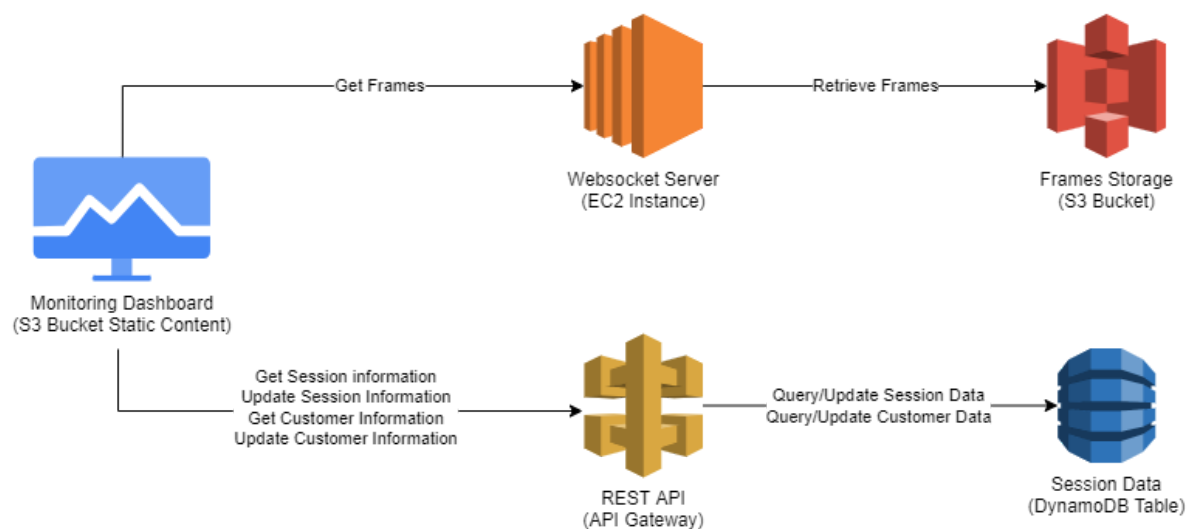 Get Frames
Retrieve Frames
Websocket Server
(EC2 Instance)
Frames Storage
(S3 Bucket)
Monitoring Dashboard
(S3 Bucket Static Content)
Get Session information
Update Session Information
Get Customer Information
Update Customer Information
Query/Update Session Data
Query/Update Customer Data
REST API
(API Gateway)
Session Data
(DynamoDB Table)